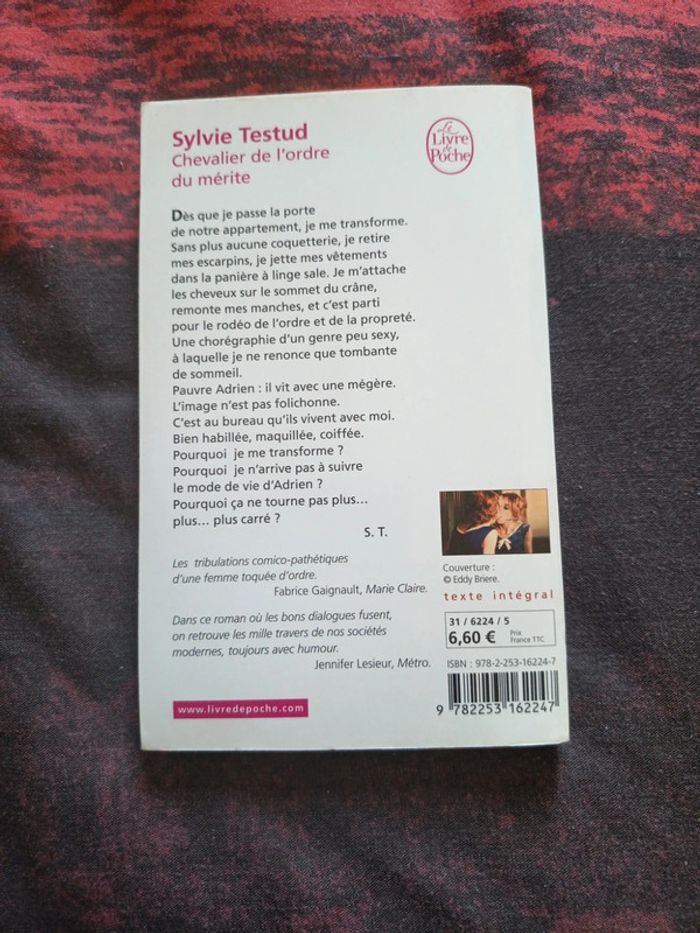 Sylvie Testud
Chevalier de l'ordre
du mérite
Le
Livre
de
Poche
Dès que je passe la porte
de notre appartement, je me transforme.
Sans plus aucune coquetterie, je retire
mes escarpins, je jette mes vêtements
dans la panière à linge sale. Je m'attache
les cheveux sur le sommet du crâne,
remonte mes manches, et c'est parti
pour le rodéo de l'ordre et de la propreté.
Une chorégraphie d'un genre peu sexy,
à laquelle je ne renonce que tombante
de sommeil.
Pauvre Adrien : il vit avec une mégère.
L'image n'est pas folichonne.
C'est au bureau qu'ils vivent avec moi.
Bien habillée, maquillée, coiffée.
Pourquoi je me transforme ?
Pourquoi je n'arrive pas à suivre
le mode de vie d'Adrien ?
Pourquoi ça ne tourne pas plus...
plus... plus carré ?
S. T.
Les tribulations comico-pathétiques
d'une femme toquée d'ordre.
Fabrice Gaignault, Marie Claire.
Dans ce roman où les bons dialogues fusent,
on retrouve les mille travers de nos sociétés
modernes, toujours avec humour.
Jennifer Lesieur, Métro.
www.livredepoche.com
Couverture :
© Eddy Briere.
texte intégral
31 / 6224 / 5
6,60 € Prix
France TTC
ISBN : 978-2-253-16224-7
9 782253 162247